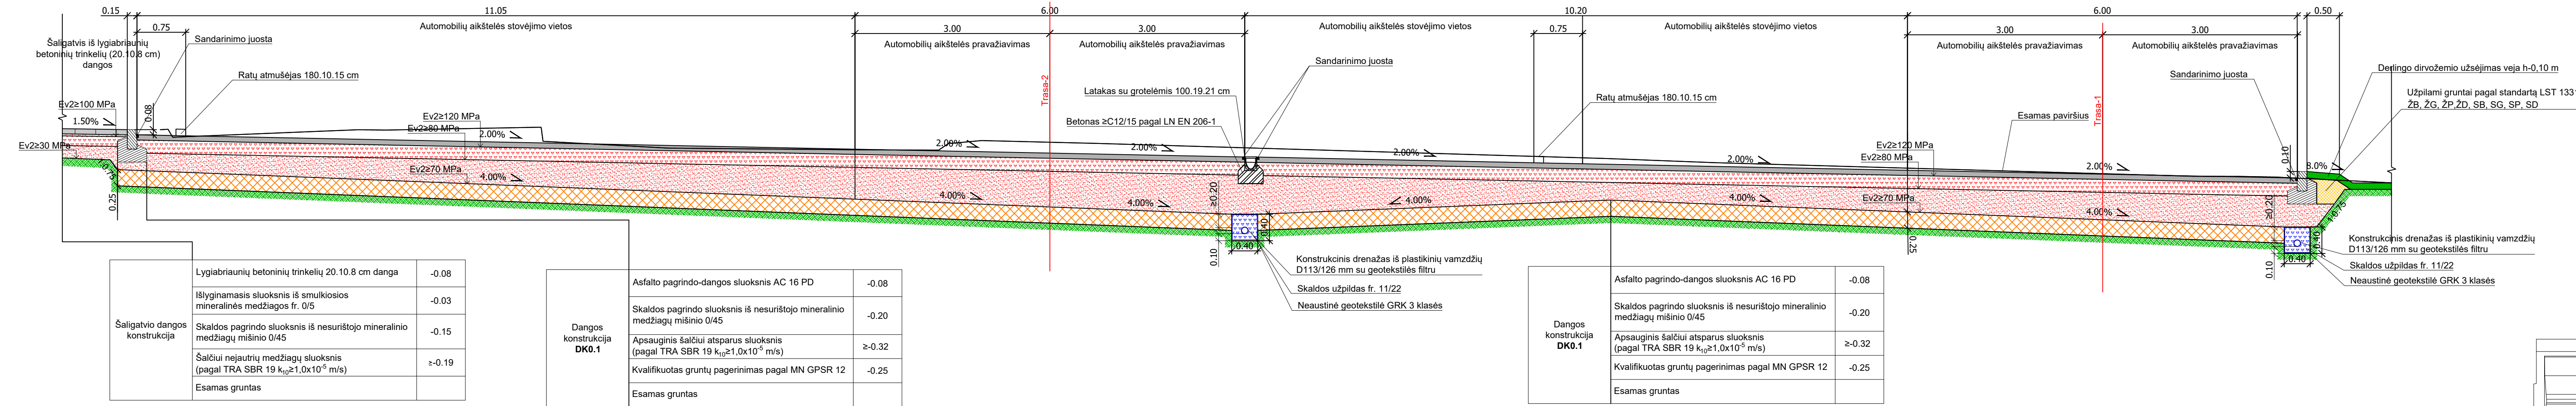 0.15
11.05
6.00
10.20
6.00
0.50
Automobilių aikštelės stovėjimo vietos
Automobilių aikštelės stovėjimo vietos
Automobilių aikštelės stovėjimo vietos
0.75
3.00
3.00
0.75
3.00
3.00
Automobilių aikštelės pravažiavimas
Automobilių aikštelės pravažiavimas
Automobilių aikštelės pravažiavimas
Automobilių aikštelės pravažiavimas
Šaligatvis iš lygiabriaunių
betoninių trinkelių (20.10.8 cm)
dangos
Sandarinimo juosta
Ratų atmušėjas 180.10.15 cm
Trasa-2
Sandarinimo juosta
Latakas su grotelėmis 100.19.21 cm
Betonas ≥C12/15 pagal LN EN 206-1
Ratų atmušėjas 180.10.15 cm
Trasa-1
Sandarinimo juosta
Esamas paviršius
Derlingo dirvožemio užsėjimas veja h-0,10 m
Užpilami gruntai pagal standartą LST 1331
ŽB, ŽG, ŽP,ŽD, SB, SG, SP, SD
Ev2≥100 MPa
1.50%
0.08
Ev2≥30 MPa
Ev2≥120 MPa
Ev2≥80 MPa
2.00%
2.00%
2.00%
2.00%
2.00%
Ev2≥120 MPa
Ev2≥80 MPa
2.00%
0.10
8.0%
1:0.75
0.25
Ev2≥70 MPa
4.00%
4.00%
4.00%
≥0.20
4.00%
4.00%
Ev2≥70 MPa
4.00%
≥0.20
1:0.75
0.10
0.40
0.40
0.25
0.10
0.40
0.40
Konstrukcinis drenažas iš plastikinių vamzdžių
D113/126 mm su geotekstilės filtru
Skaldos užpildas fr. 11/22
Neaustinė geotekstilė GRK 3 klasės
Konstrukcinis drenažas iš plastikinių vamzdžių
D113/126 mm su geotekstilės filtru
Skaldos užpildas fr. 11/22
Neaustinė geotekstilė GRK 3 klasės
Šaligatvio dangos
konstrukcija
Lygiabriaunių betoninių trinkelių 20.10.8 cm danga
-0.08
Išlyginamasis sluoksnis iš smulkiosios
mineralinės medžiagos fr. 0/5
-0.03
Skaldos pagrindo sluoksnis iš nesurištojo mineralinio
medžiagų mišinio 0/45
-0.15
Šalčiui nejautrių medžiagų sluoksnis
(pagal TRA SBR 19 k10≥1,0x10-5 m/s)
≥-0.19
Esamas gruntas
Dangos
konstrukcija
DK0.1
Asfalto pagrindo-dangos sluoksnis AC 16 PD
-0.08
Skaldos pagrindo sluoksnis iš nesurištojo mineralinio
medžiagų mišinio 0/45
-0.20
Apsauginis šalčiui atsparus sluoksnis
(pagal TRA SBR 19 k10≥1,0x10-5 m/s)
≥-0.32
Kvalifikuotas gruntų pagerinimas pagal MN GPSR 12
-0.25
Esamas gruntas
Dangos
konstrukcija
DK0.1
Asfalto pagrindo-dangos sluoksnis AC 16 PD
-0.08
Skaldos pagrindo sluoksnis iš nesurištojo mineralinio
medžiagų mišinio 0/45
-0.20
Apsauginis šalčiui atsparus sluoksnis
(pagal TRA SBR 19 k10≥1,0x10-5 m/s)
≥-0.32
Kvalifikuotas gruntų pagerinimas pagal MN GPSR 12
-0.25
Esamas gruntas